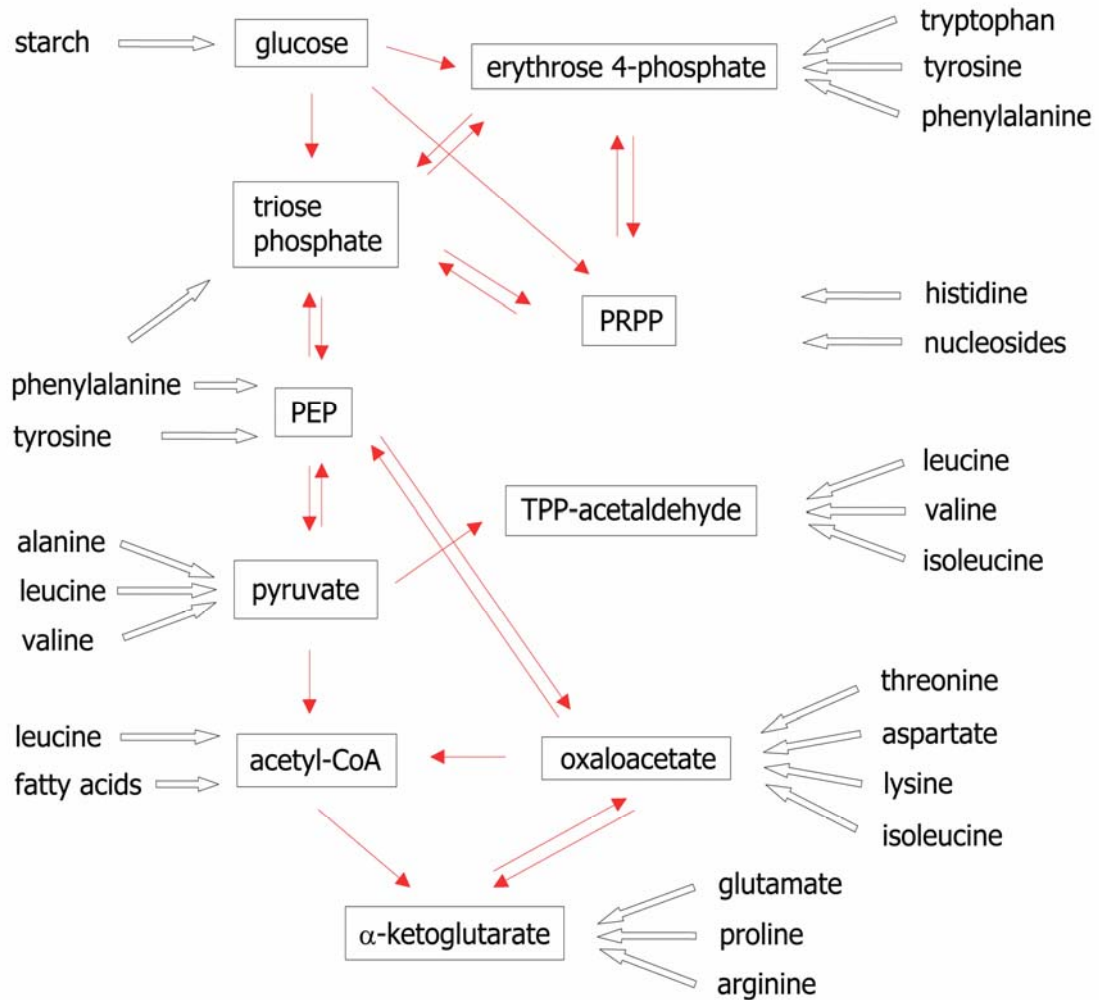 starch
glucose
erythrose 4-phosphate
tryptophan
tyrosine
phenylalanine
triose
phosphate
PRPP
histidine
nucleosides
phenylalanine
tyrosine
PEP
TPP-acetaldehyde
leucine
valine
isoleucine
alanine
leucine
valine
pyruvate
threonine
aspartate
lysine
isoleucine
leucine
fatty acids
acetyl-CoA
oxaloacetate
α-ketoglutarate
glutamate
proline
arginine